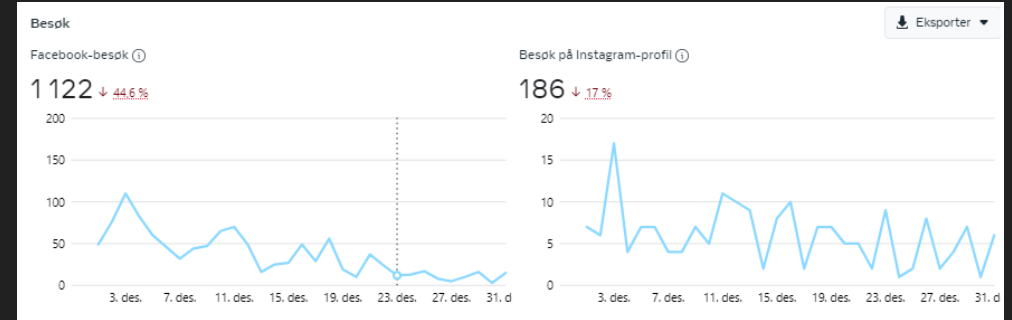 Besøk
Eksporter
Facebook-besøk
1 122 ↓ 44,6 %
200
150
100
50
0
3. des. 7. des. 11. des. 15. des. 19. des. 23. des. 27. des. 31. d
Besøk på Instagram-profil
186 ↓ 17 %
20
15
10
5
0
3. des. 7. des. 11. des. 15. des. 19. des. 23. des. 27. des. 31. d